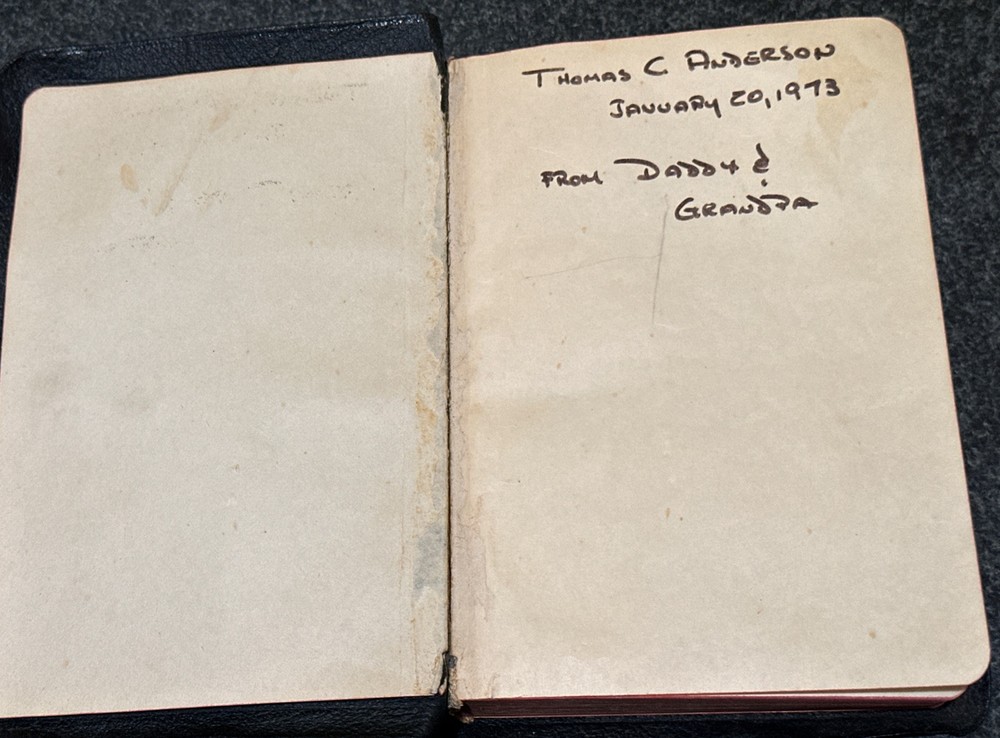 THOMAS C ANDERSON
JANUARY 20, 1973
FROM DADDY &
GRANDPA